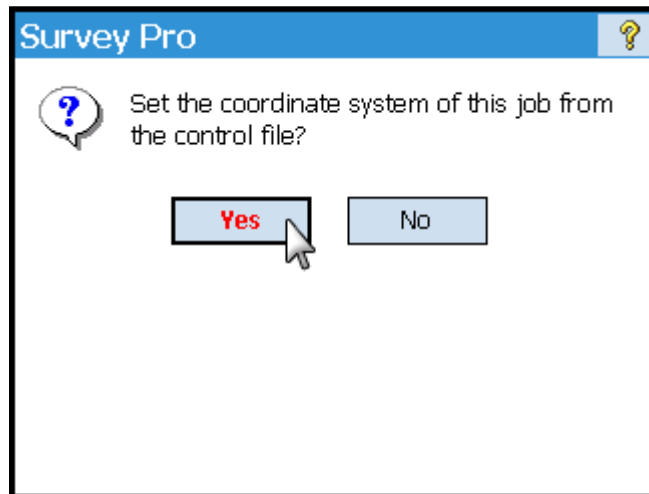 Survey Pro
?
?
Set the coordinate system of this job from
the control file?
Yes
No